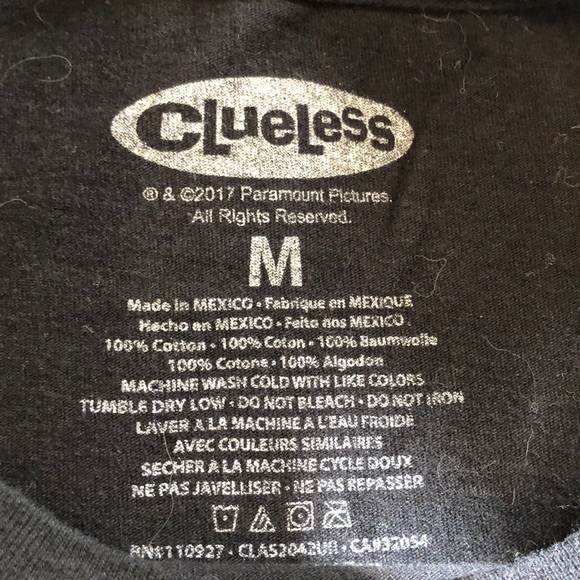 CLUELESS
® & ©2017 Paramount Pictures.
All Rights Reserved.
M
Made in MEXICO • Fabrique en MEXIQUE
Hecho en MEXICO • Feito nos MEXICO
100% Cotton • 100% Coton • 100% Baumwolle
100% Cotone • 100% Algodon
MACHINE WASH COLD WITH LIKE COLORS
TUMBLE DRY LOW • DO NOT BLEACH • DO NOT IRON
LAVER A LA MACHINE A L'EAU FROIDE
AVEC COULEURS SIMILAIRES
SECHER A LA MACHINE CYCLE DOUX
NE PAS JAVELLISER • NE PAS REPASSER
RN#110927 • CLAS2042UR • CA#37054